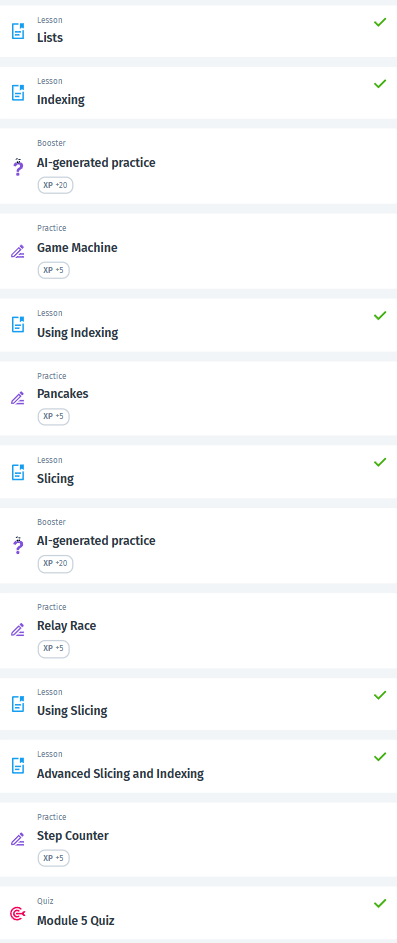 Lesson
Lists
Lesson
Indexing
Booster
AI-generated practice
XP +20
Practice
Game Machine
XP +5
Lesson
Using Indexing
Practice
Pancakes
XP +5
Lesson
Slicing
Booster
AI-generated practice
XP +20
Practice
Relay Race
XP +5
Lesson
Using Slicing
Lesson
Advanced Slicing and Indexing
Practice
Step Counter
XP +5
Quiz
Module 5 Quiz